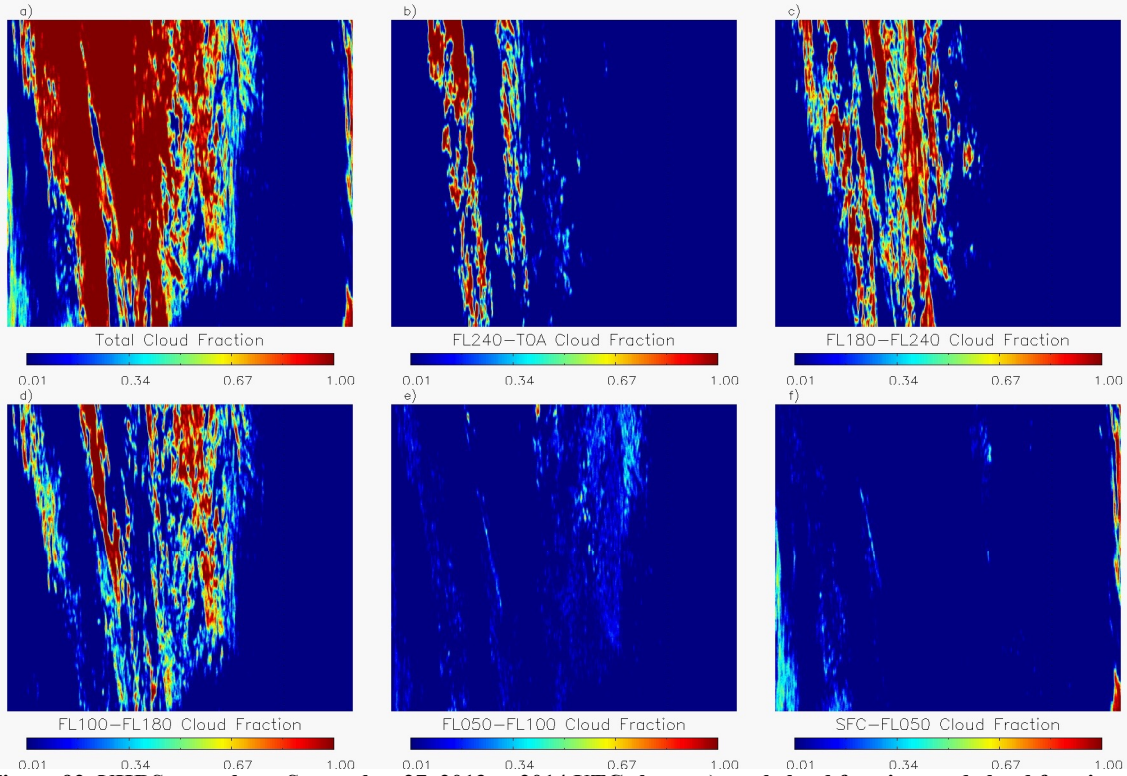 a)
b)
c)
Total Cloud Fraction
FL240-TOA Cloud Fraction
FL180-FL240 Cloud Fraction
0.01 0.34 0.67 1.00
0.01 0.34 0.67 1.00
0.01 0.34 0.67 1.00
d)
e)
f)
FL100-FL180 Cloud Fraction
FL050-FL100 Cloud Fraction
SFC-FL050 Cloud Fraction
0.01 0.34 0.67 1.00
0.01 0.34 0.67 1.00
0.01 0.34 0.67 1.00